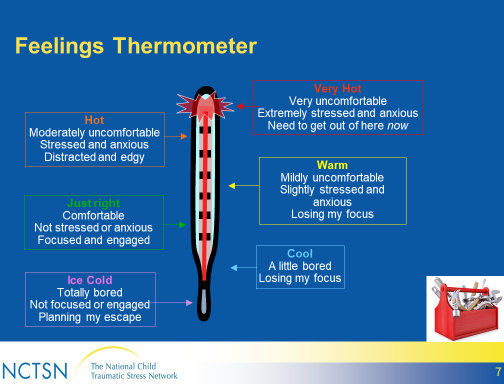 Feelings Thermometer
Very Hot
Very uncomfortable
Extremely stressed and anxious
Need to get out of here now
Hot
Moderately uncomfortable
Stressed and anxious
Distracted and edgy
Warm
Mildly uncomfortable
Slightly stressed and
anxious
Losing my focus
Just right
Comfortable
Not stressed or anxious
Focused and engaged
Cool
A little bored
Losing my focus
Ice Cold
Totally bored
Not focused or engaged
Planning my escape
NCTSN
The National Child
Traumatic Stress Network
7